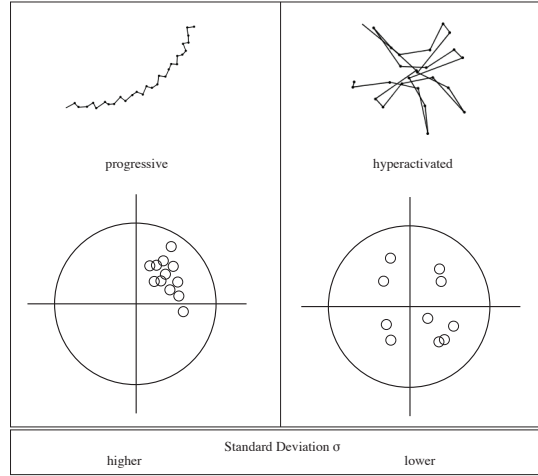 progressive
hyperactivated
Standard Deviation σ
higher
lower